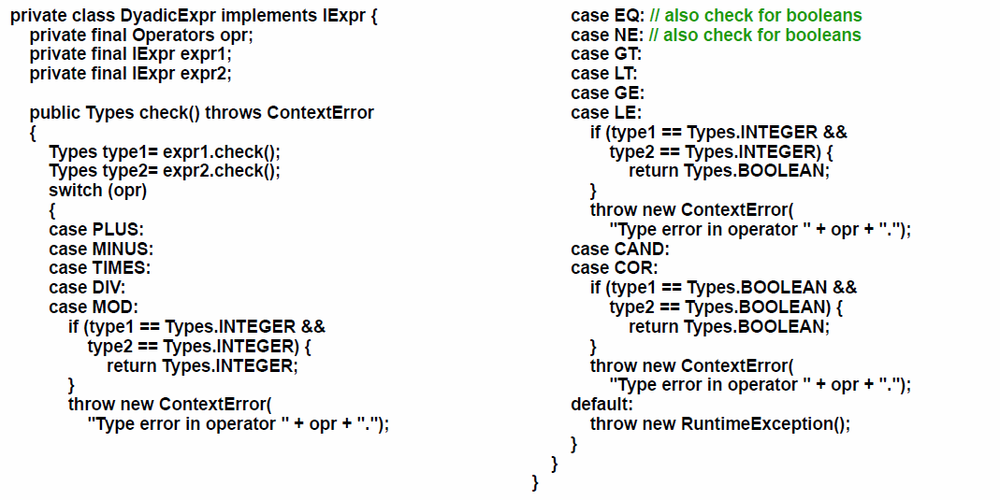 private class DyadicExpr implements IExpr {
    private final Operators opr;
    private final IExpr expr1;
    private final IExpr expr2;

    public Types check() throws ContextError
    {
        Types type1= expr1.check();
        Types type2= expr2.check();
        switch (opr)
        {
        case PLUS:
        case MINUS:
        case TIMES:
        case DIV:
        case MOD:
            if (type1 == Types.INTEGER &&
                type2 == Types.INTEGER) {
                    return Types.INTEGER;
            }
            throw new ContextError(
                "Type error in operator " + opr + ".");
        case EQ: // also check for booleans
        case NE: // also check for booleans
        case GT:
        case LT:
        case GE:
        case LE:
            if (type1 == Types.INTEGER &&
                type2 == Types.INTEGER) {
                    return Types.BOOLEAN;
            }
            throw new ContextError(
                "Type error in operator " + opr + ".");
        case CAND:
        case COR:
            if (type1 == Types.BOOLEAN &&
                type2 == Types.BOOLEAN) {
                    return Types.BOOLEAN;
            }
            throw new ContextError(
                "Type error in operator " + opr + ".");
        default:
            throw new RuntimeException();
        }
    }
}